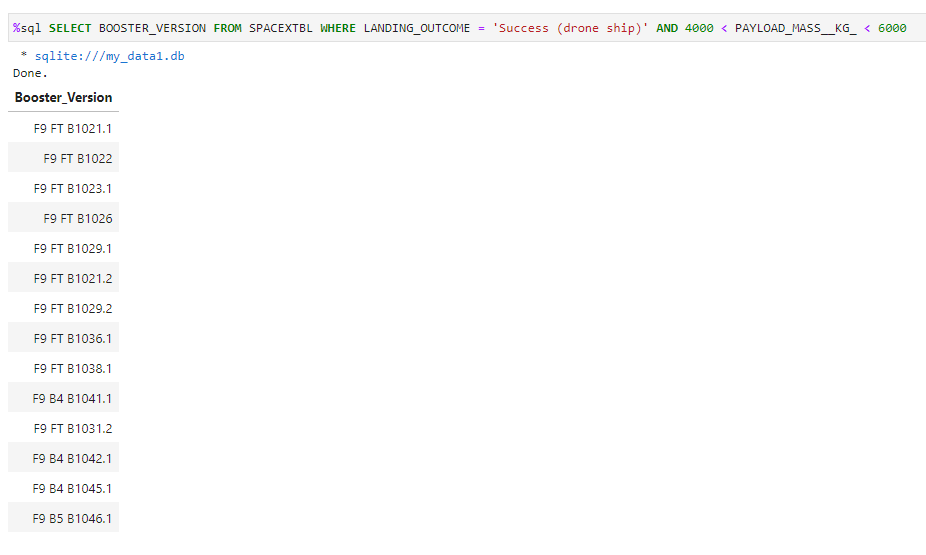 %sql SELECT BOOSTER_VERSION FROM SPACEXTBL WHERE LANDING_OUTCOME = 'Success (drone ship)' AND 4000 < PAYLOAD_MASS__KG_ < 6000
* sqlite:///my_data1.db
Done.
Booster_Version
F9 FT B1021.1
F9 FT B1022
F9 FT B1023.1
F9 FT B1026
F9 FT B1029.1
F9 FT B1021.2
F9 FT B1029.2
F9 FT B1036.1
F9 FT B1038.1
F9 B4 B1041.1
F9 FT B1031.2
F9 B4 B1042.1
F9 B4 B1045.1
F9 B5 B1046.1